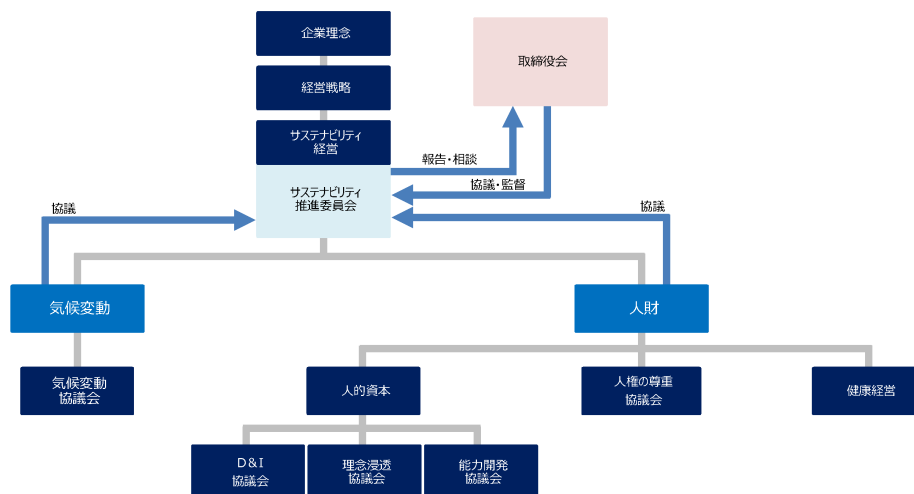 企業理念
取締役会
経営戦略
サステナビリティ
経営
報告・相談
協議・監督
サステナビリティ
推進委員会
協議
協議
気候変動
人財
気候変動
協議会
人的資本
人権の尊重
協議会
健康経営
D&I
協議会
理念浸透
協議会
能力開発
協議会